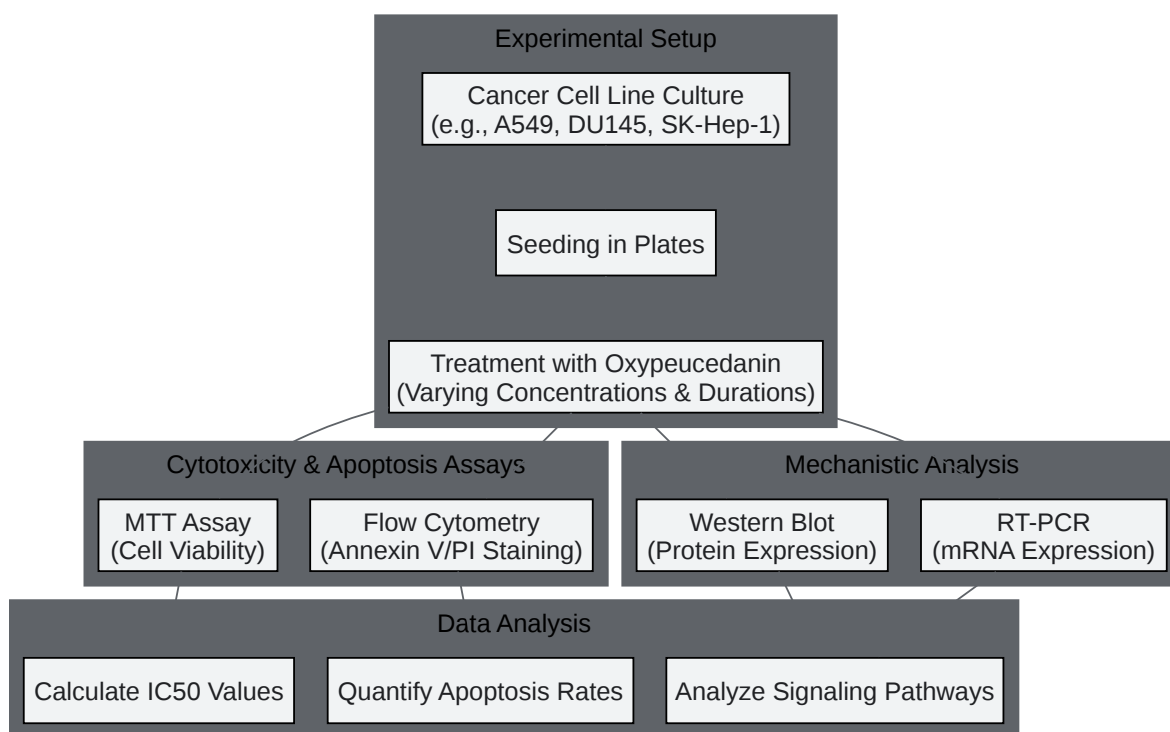 Experimental Setup
Cancer Cell Line Culture
(e.g., A549, DU145, SK-Hep-1)
Seeding in Plates
Treatment with Oxypeucedanin
(Varying Concentrations & Durations)
Cytotoxicity & Apoptosis Assays
MTT Assay
(Cell Viability)
Flow Cytometry
(Annexin V/PI Staining)
Mechanistic Analysis
Western Blot
(Protein Expression)
RT-PCR
(mRNA Expression)
Data Analysis
Calculate IC50 Values
Quantify Apoptosis Rates
Analyze Signaling Pathways